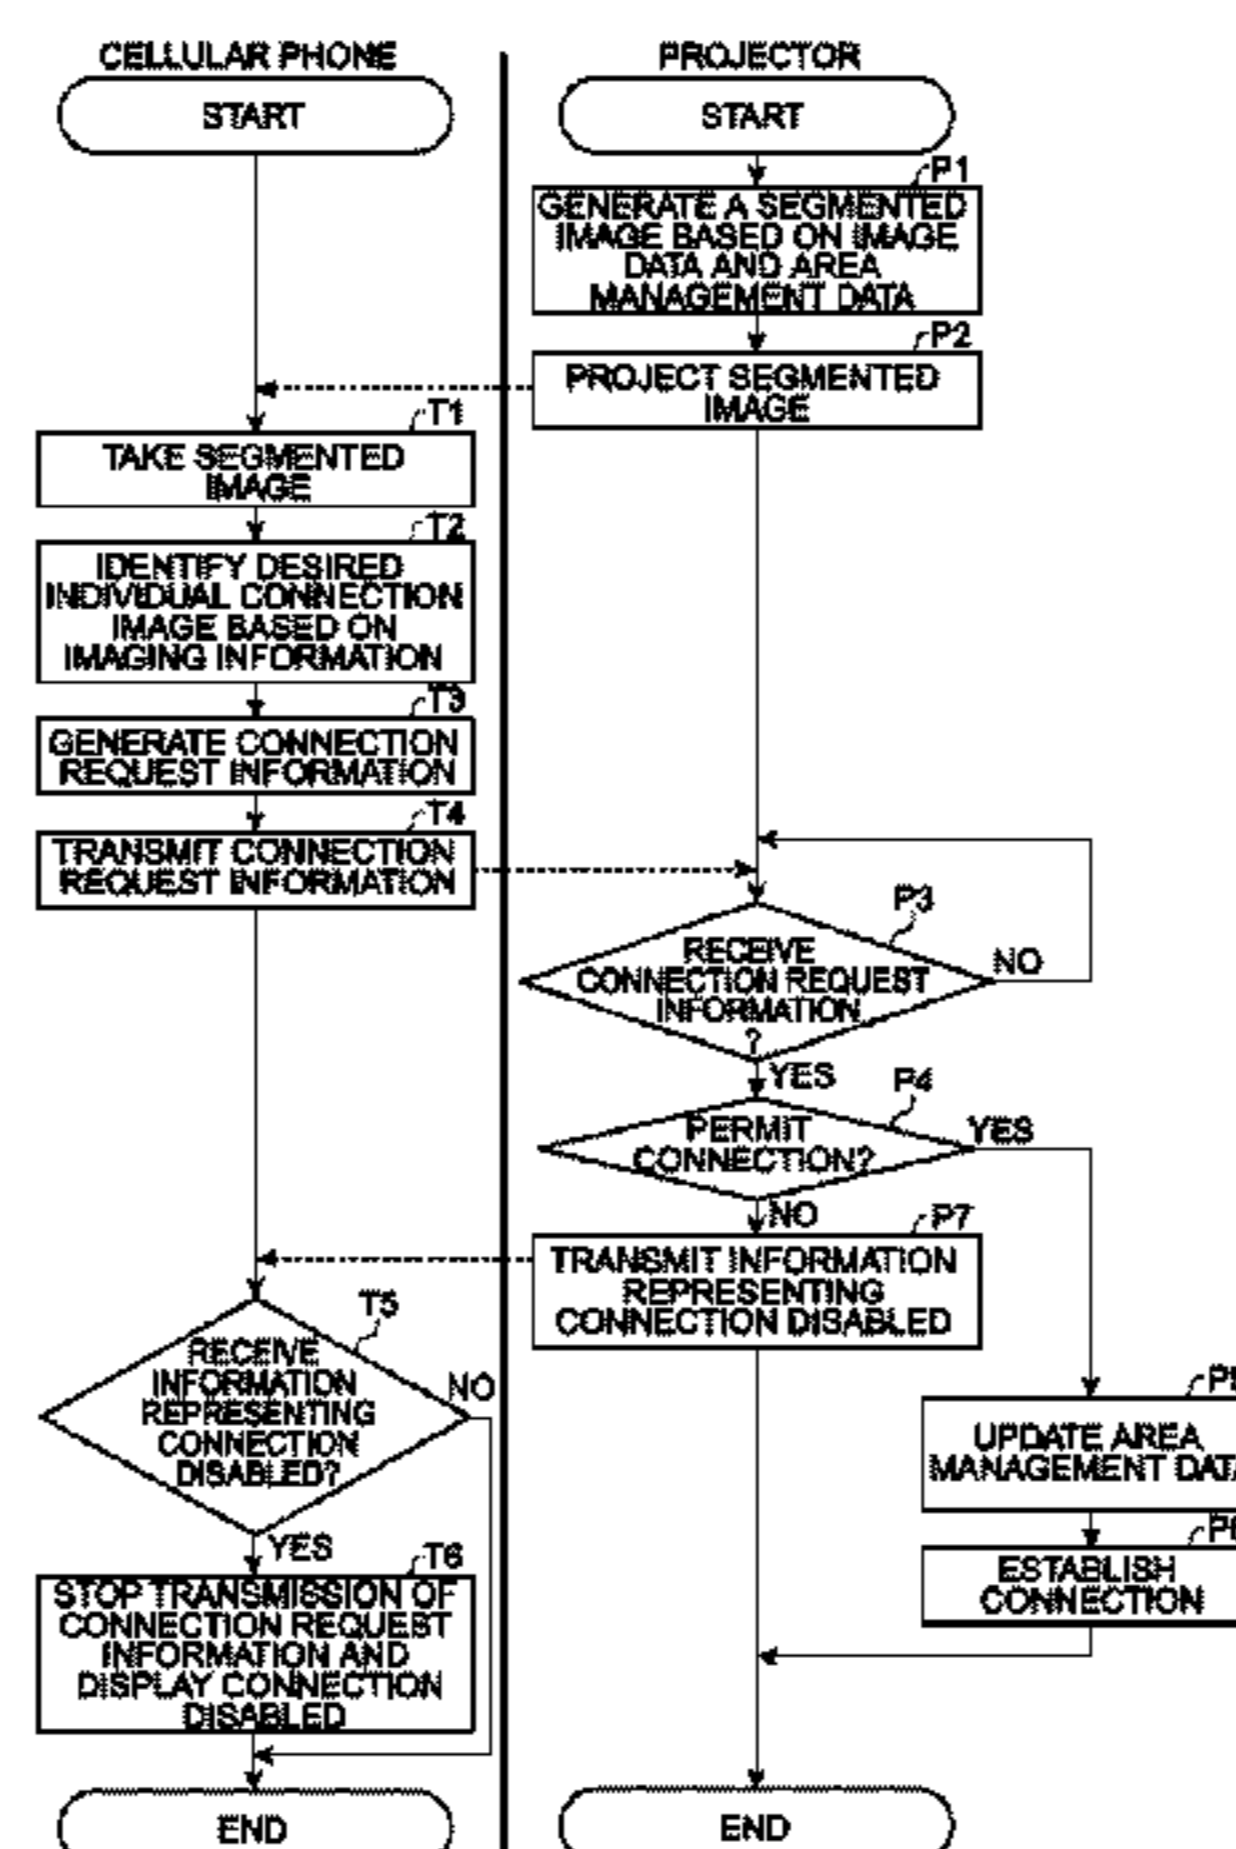 CELLULAR PHONE
START
T1
TAKE SEGMENTED
IMAGE
T2
IDENTIFY DESIRED
INDIVIDUAL CONNECTION
IMAGE BASED ON
IMAGING INFORMATION
T3
GENERATE CONNECTION
REQUEST INFORMATION
T4
TRANSMIT CONNECTION
REQUEST INFORMATION
T5
RECEIVE
INFORMATION
REPRESENTING
CONNECTION
DISABLED?
NO
YES
T6
STOP TRANSMISSION OF
CONNECTION REQUEST
INFORMATION AND
DISPLAY CONNECTION
DISABLED
END
PROJECTOR
START
P1
GENERATE A SEGMENTED
IMAGE BASED ON IMAGE
DATA AND AREA
MANAGEMENT DATA
P2
PROJECT SEGMENTED
IMAGE
P3
RECEIVE
CONNECTION REQUEST
INFORMATION
?
NO
YES
P4
PERMIT
CONNECTION?
YES
NO
P7
TRANSMIT INFORMATION
REPRESENTING
CONNECTION DISABLED
UPDATE AREA
MANAGEMENT DATA
ESTABLISH
CONNECTION
END